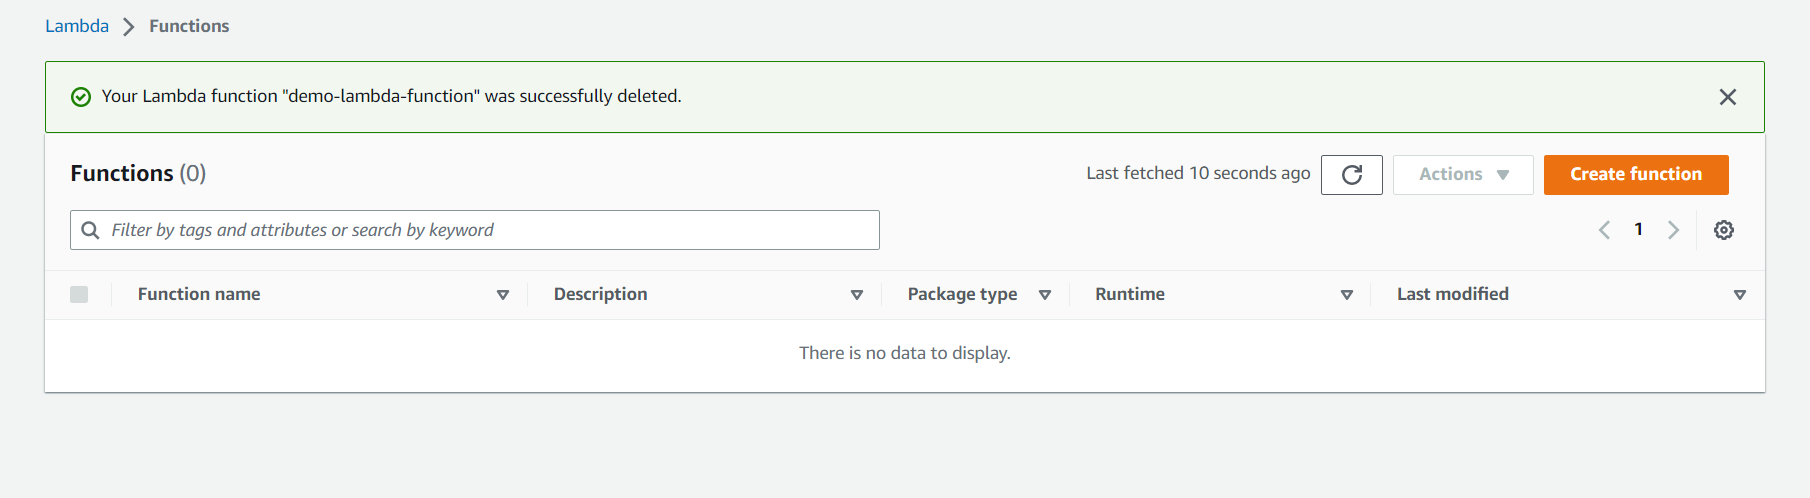 Lambda Functions
Your Lambda function "demo-lambda-function" was successfully deleted.
Functions (0)
Last fetched 10 seconds ago
Actions
Create function
Filter by tags and attributes or search by keyword
1
Function name Description Package type Runtime Last modified
There is no data to display.